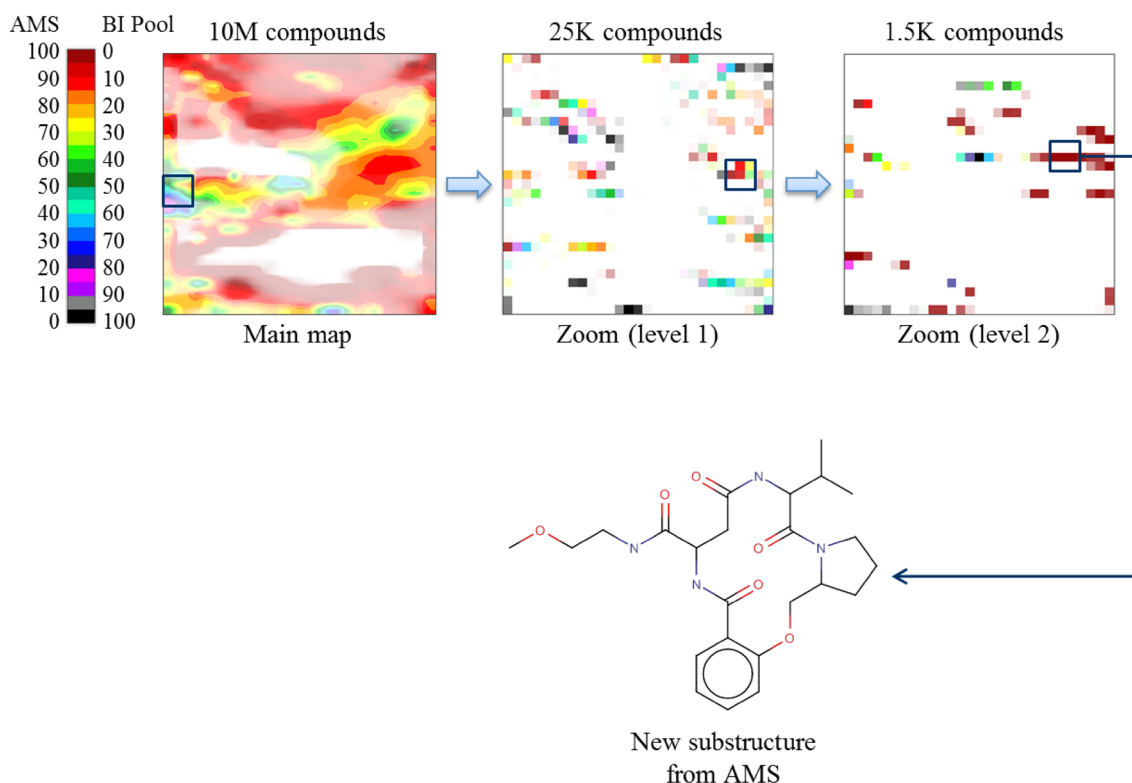 AMS BI Pool
100 0
90 10
80 20
70 30
60 40
50 50
40 60
30 70
20 80
10 90
0 100
10M compounds
Main map
25K compounds
Zoom (level 1)
1.5K compounds
Zoom (level 2)
O
O
N
O
N
O
N
O
N
O
O
New substructure
from AMS